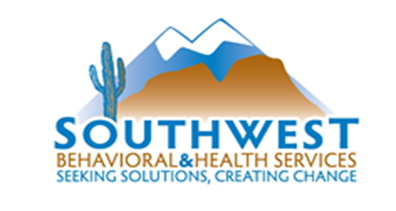 SOUTHWEST
BEHAVIORAL&HEALTH SERVICES
SEEKING SOLUTIONS, CREATING CHANGE